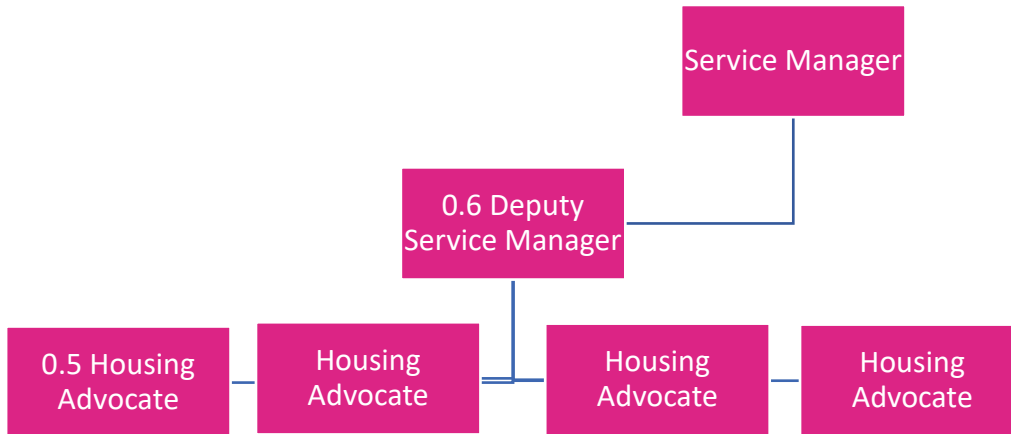 Service Manager
0.6 Deputy
Service Manager
0.5 Housing
Advocate
Housing
Advocate
Housing
Advocate
Housing
Advocate